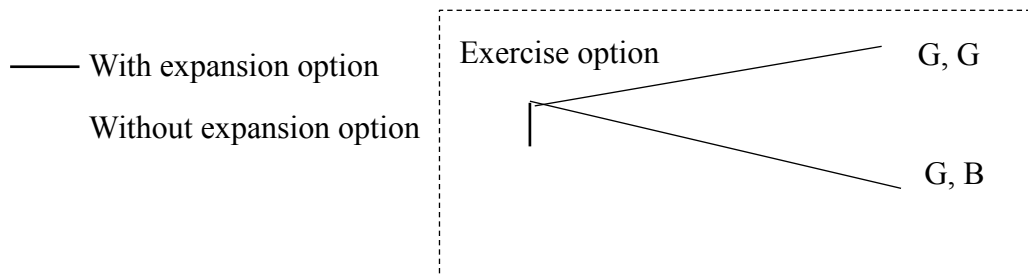 With expansion option
Without expansion option
Exercise option
G, G
G, B